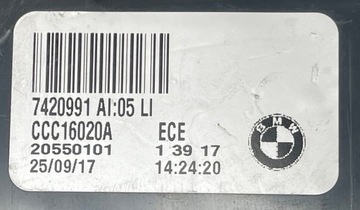 7420991 AI:05 LI
CCC16020A ECE
20550101 1 39 17
25/09/17 14:24:20
BMW